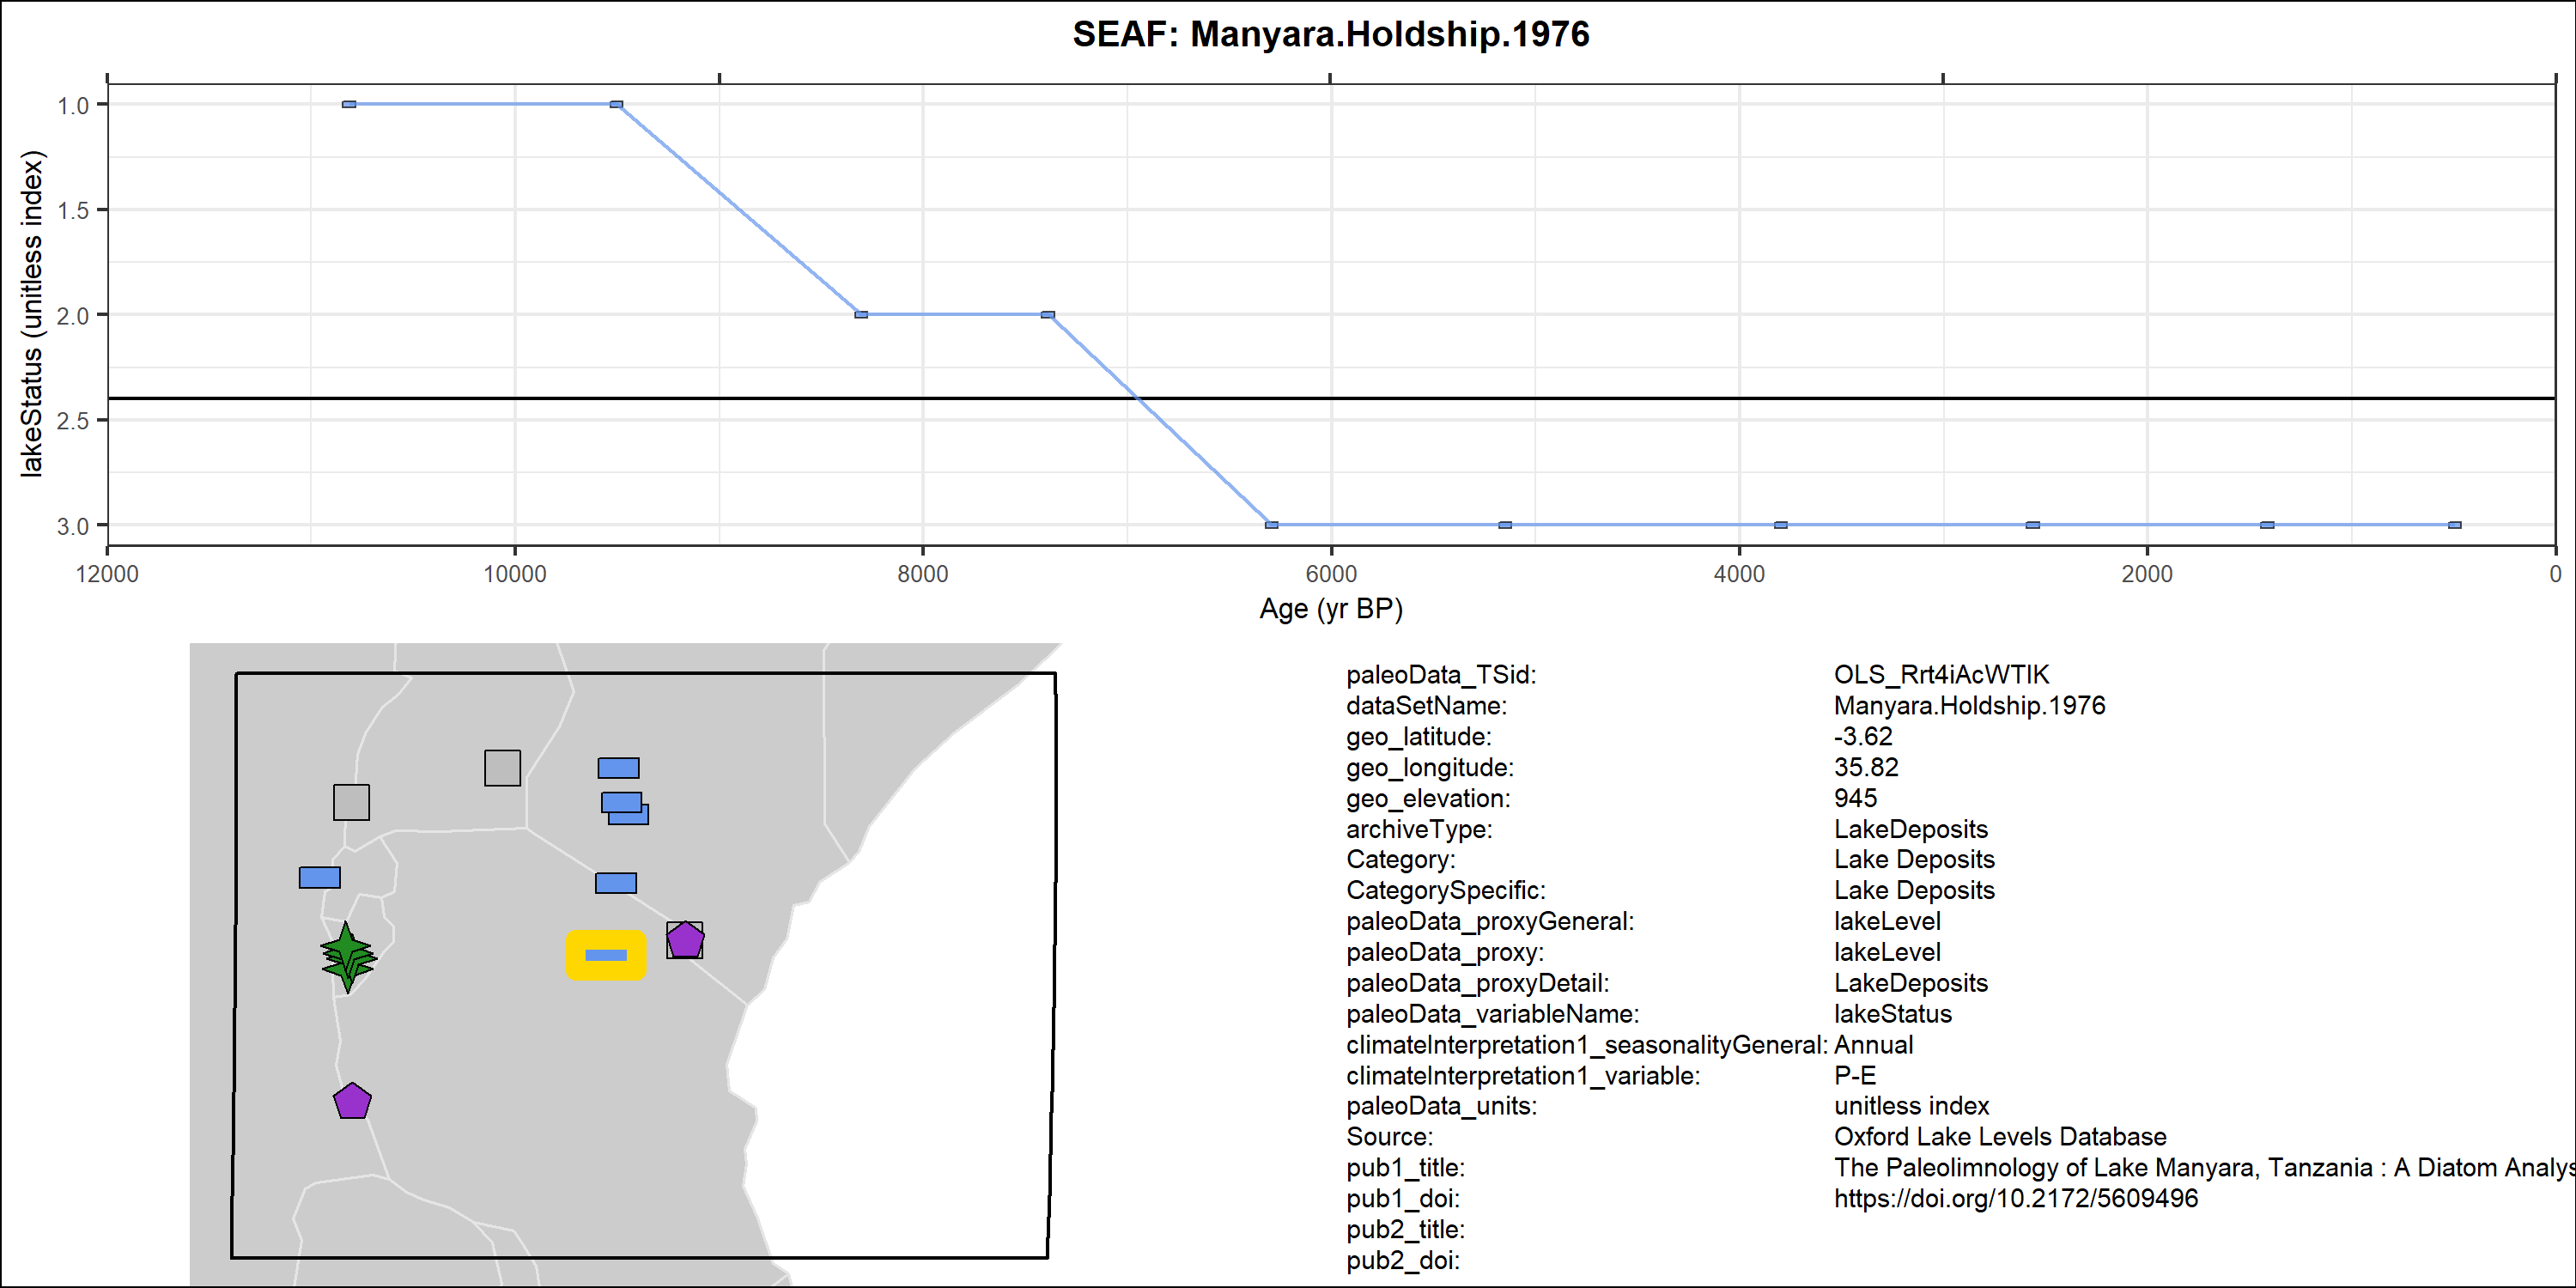 SEAF: Manyara.Holdship.1976
lakeStatus (unitless index)
1.0
1.5
2.0
2.5
3.0
12000 10000 8000 6000 4000 2000 0
Age (yr BP)
paleoData_TSid: OLS_Rrt4iAcWTIK
dataSetName: Manyara.Holdship.1976
geo_latitude: -3.62
geo_longitude: 35.82
geo_elevation: 945
archiveType: LakeDeposits
Category: Lake Deposits
CategorySpecific: Lake Deposits
paleoData_proxyGeneral: lakeLevel
paleoData_proxy: lakeLevel
paleoData_proxyDetail: LakeDeposits
paleoData_variableName: lakeStatus
climateInterpretation1_seasonalityGeneral: Annual
climateInterpretation1_variable: P-E
paleoData_units: unitless index
Source: Oxford Lake Levels Database
pub1_title: The Paleolimnology of Lake Manyara, Tanzania : A Diatom Analys
pub1_doi: https://doi.org/10.2172/5609496
pub2_title:
pub2_doi: